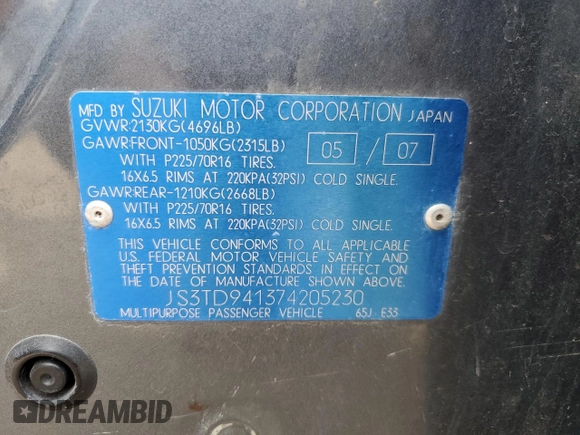 MFD BY SUZUKI MOTOR CORPORATION JAPAN
GVWR:2130KG(4696LB)
GAWR:FRONT-1050KG(2315LB) 05 / 07
WITH P225/70R16 TIRES.
16X6.5 RIMS AT 220KPA(32PSI) COLD SINGLE.
GAWR:REAR-1210KG(2668LB)
WITH P225/70R16 TIRES.
16X6.5 RIMS AT 220KPA(32PSI) COLD SINGLE.
THIS VEHICLE CONFORMS TO ALL APPLICABLE
U.S. FEDERAL MOTOR VEHICLE SAFETY AND
THEFT PREVENTION STANDARDS IN EFFECT ON
THE DATE OF MANUFACTURE SHOWN ABOVE.
JS3TD941374205230
MULTIPURPOSE PASSENGER VEHICLE 65J-E33
DREAMBID